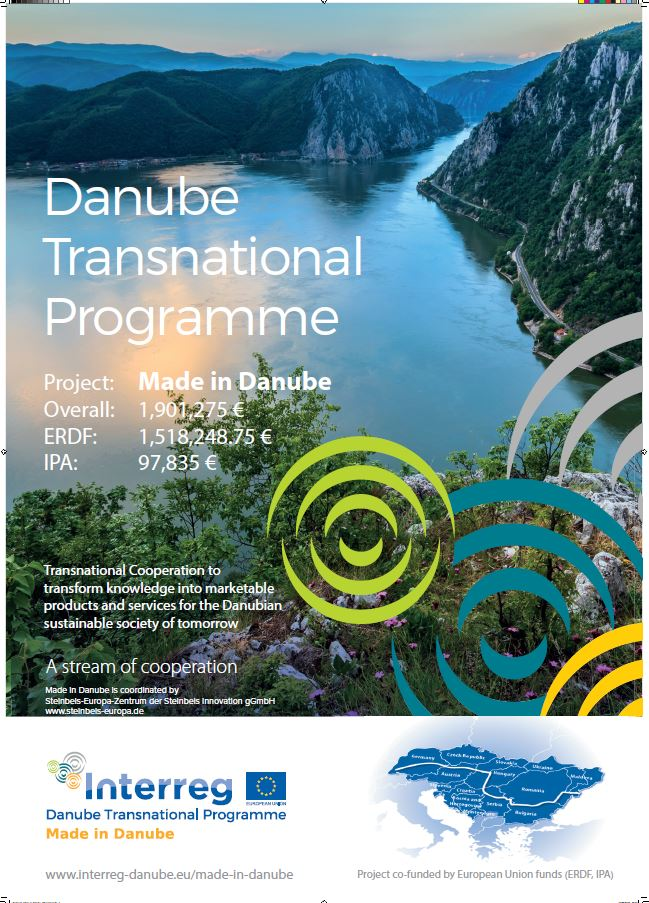 Danube
Transnational
Programme
Project: Made in Danube
Overall: 1,901,275 €
ERDF: 1,518,248.75 €
IPA: 97,835 €
Transnational Cooperation to
transform knowledge into marketable
products and services for the Danubian
sustainable society of tomorrow
A stream of cooperation
Made in Danube is coordinated by
Steinbeis-Europa-Zentrum der Steinbeis Innovation gGmbH
www.steinbeis-europa.de
Interreg
EUROPEAN UNION
Danube Transnational Programme
Made in Danube
Germany
Czech Republic
Slovakia
Ukraine
Austria
Hungary
Romania
Moldova
Slovenia
Croatia
Bosnia and
Herzegovina
Serbia
Montenegro
Bulgaria
www.interreg-danube.eu/made-in-danube
Project co-funded by European Union funds (ERDF, IPA)